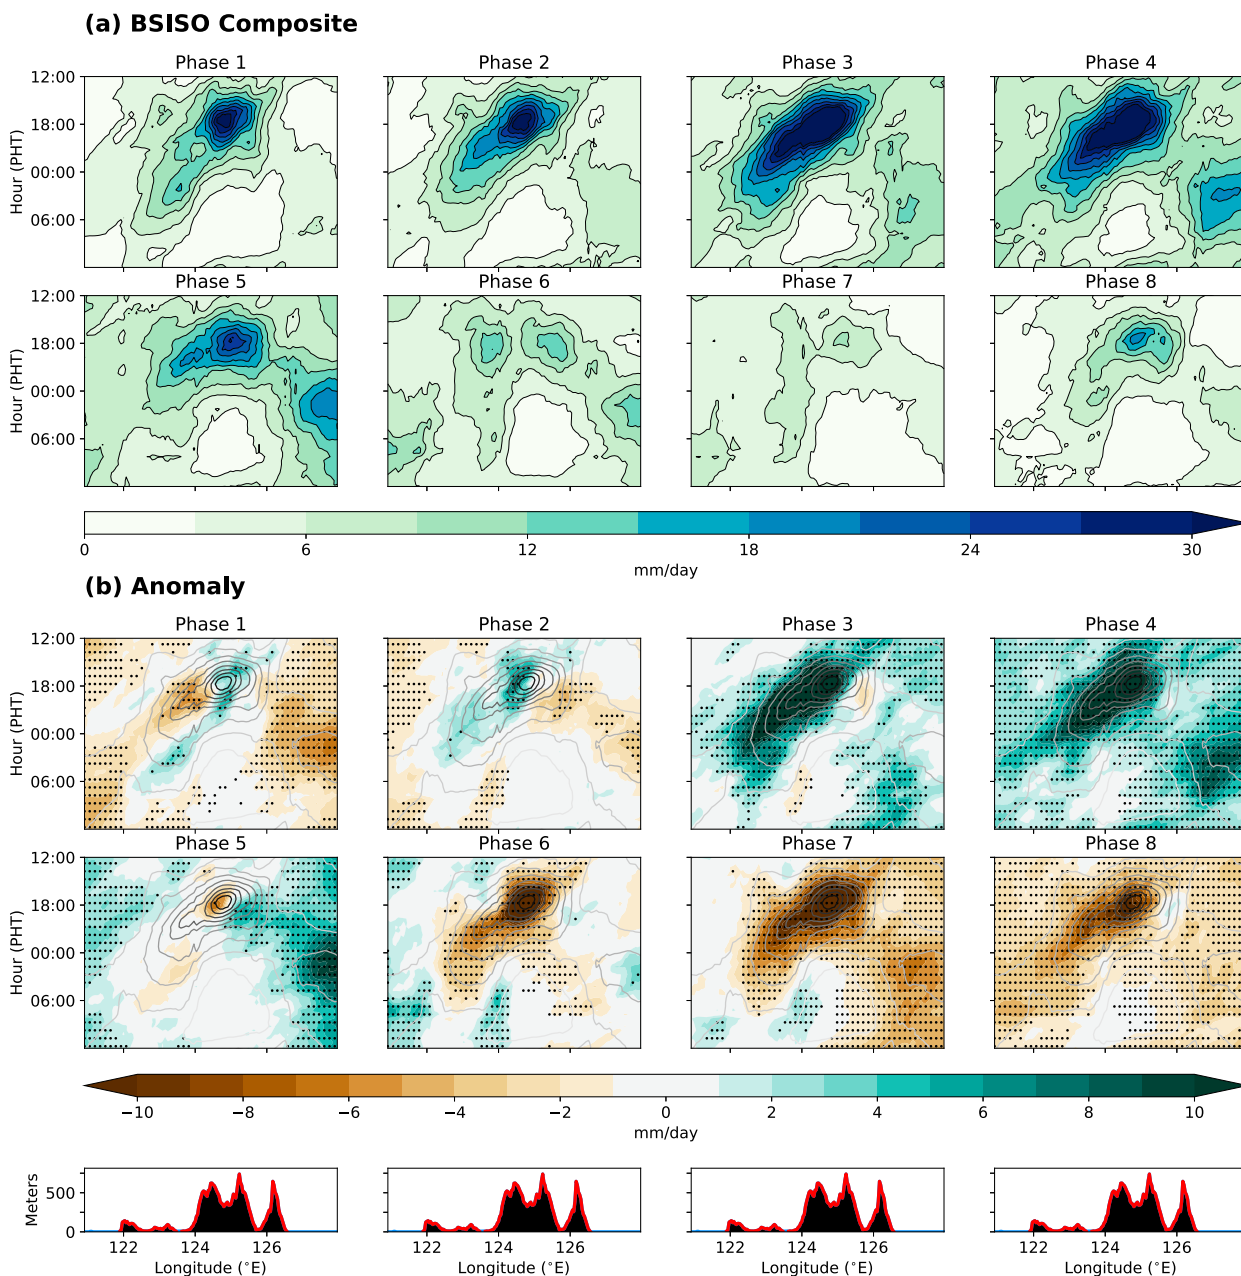 (a) BSISO Composite
Phase 1 Phase 2 Phase 3 Phase 4
12:00
18:00
00:00
06:00
Hour (PHT)
Phase 5 Phase 6 Phase 7 Phase 8
12:00
18:00
00:00
06:00
Hour (PHT)
0 6 12 18 24 30
mm/day
(b) Anomaly
Phase 1 Phase 2 Phase 3 Phase 4
12:00
18:00
00:00
06:00
Hour (PHT)
Phase 5 Phase 6 Phase 7 Phase 8
12:00
18:00
00:00
06:00
Hour (PHT)
−10 −8 −6 −4 −2 0 2 4 6 8 10
mm/day
Meters
500
0
122 124 126 122 124 126 122 124 126 122 124 126
Longitude (°E) Longitude (°E) Longitude (°E) Longitude (°E)